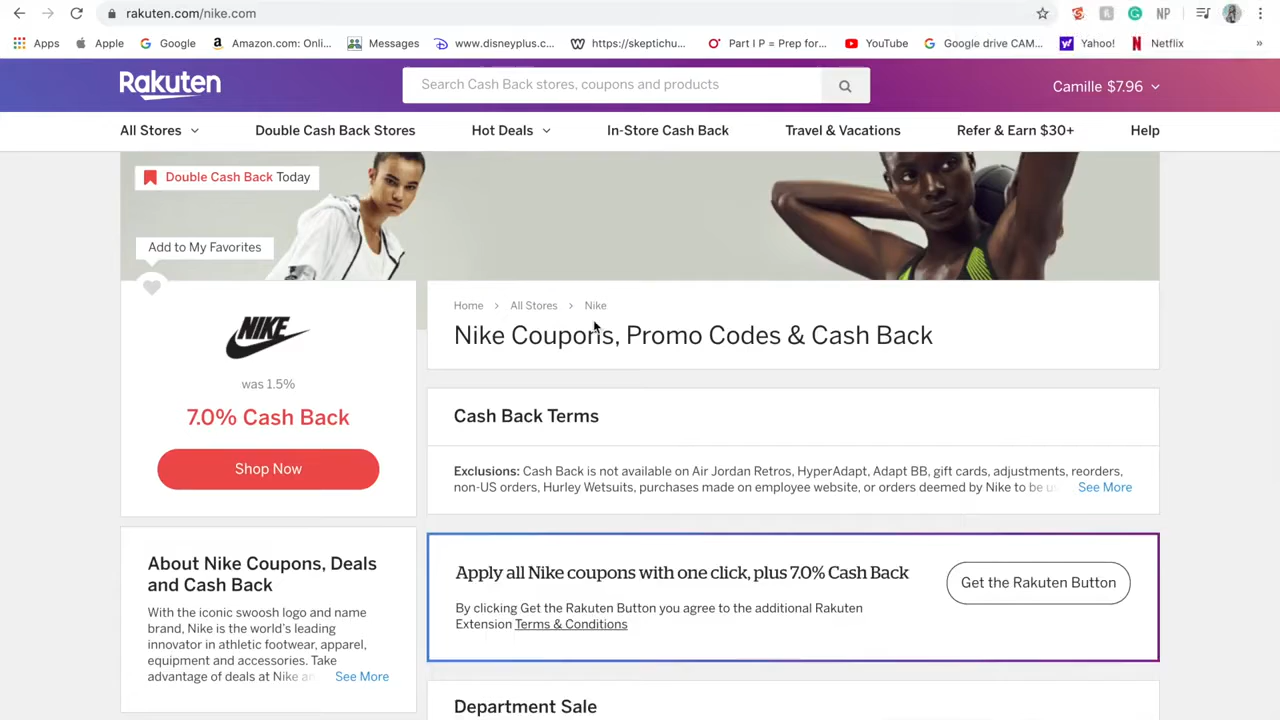 rakuten.com/nike.com
NP
Apps
Apple
Google
Amazon.com: Onli...
Messages
www.disneyplus.c...
https://skeptichu...
Part I P = Prep for...
YouTube
Google drive CAM...
Yahoo!
Netflix
»
Rakuten
Search Cash Back stores, coupons and products
Camille $7.96
All Stores
Double Cash Back Stores
Hot Deals
In-Store Cash Back
Travel & Vacations
Refer & Earn $30+
Help
Double Cash Back Today
Add to My Favorites
NIKE
was 1.5%
7.0% Cash Back
Shop Now
About Nike Coupons, Deals
and Cash Back
With the iconic swoosh logo and name
brand, Nike is the world's leading
innovator in athletic footwear, apparel,
equipment and accessories. Take
advantage of deals at Nike an See More
Home > All Stores > Nike
Nike Coupons, Promo Codes & Cash Back
Cash Back Terms
Exclusions: Cash Back is not available on Air Jordan Retros, HyperAdapt, Adapt BB, gift cards, adjustments, reorders,
non-US orders, Hurley Wetsuits, purchases made on employee website, or orders deemed by Nike to be See More
Apply all Nike coupons with one click, plus 7.0% Cash Back
By clicking Get the Rakuten Button you agree to the additional Rakuten
Extension Terms & Conditions
Get the Rakuten Button
Department Sale